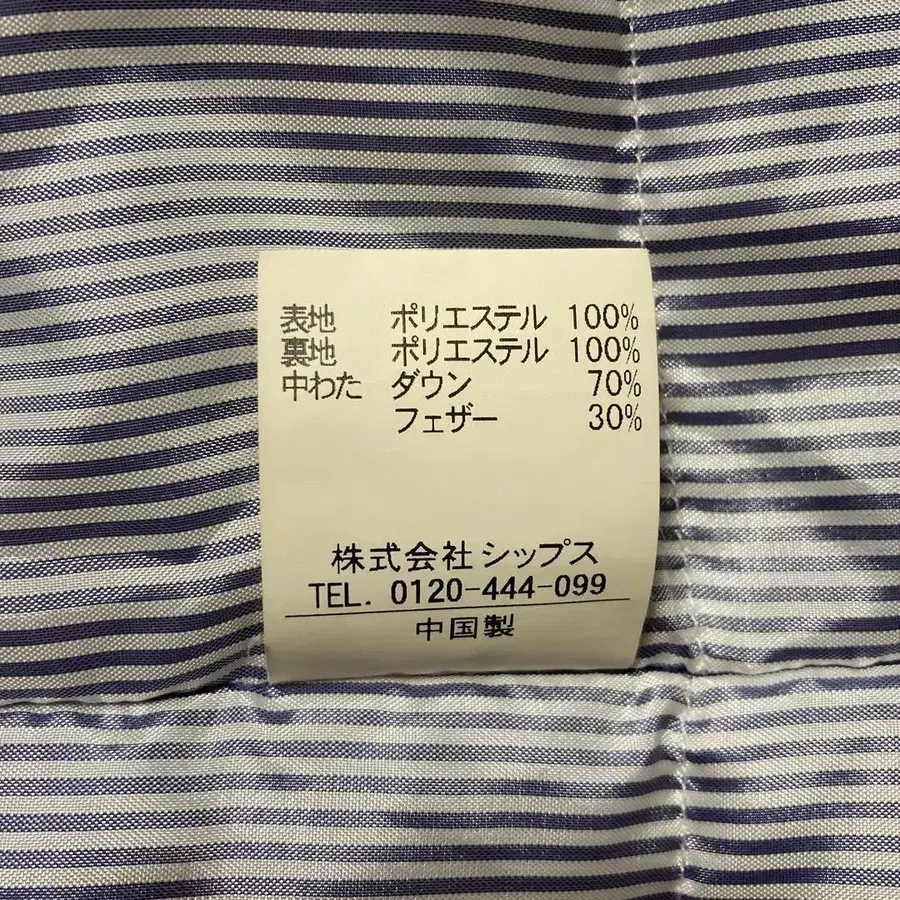 表地 ポリエステル 100%
裏地 ポリエステル 100%
中わた ダウン 70%
フェザー 30%
株式会社 シップス
TEL. 0120-444-099
中国製